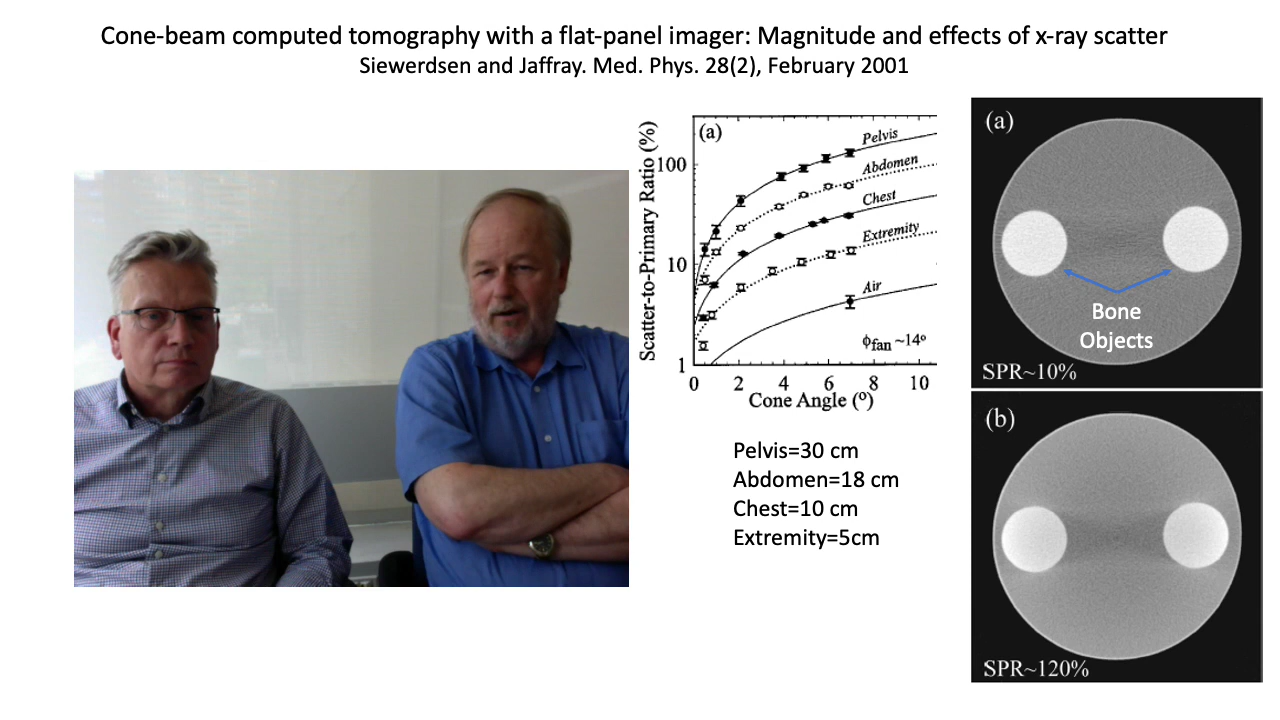 Cone-beam computed tomography with a flat-panel imager: Magnitude and effects of x-ray scatter
Siewerdsen and Jaffray. Med. Phys. 28(2), February 2001
(a)
Scatter-to-Primary Ratio (%)
100
10
1
Pelvis
Abdomen
Chest
Extremity
Air
ϕfan ~14º
0 2 4 6 8 10
Cone Angle (º)
Pelvis=30 cm
Abdomen=18 cm
Chest=10 cm
Extremity=5cm
(a)
Bone
Objects
SPR~10%
(b)
SPR~120%